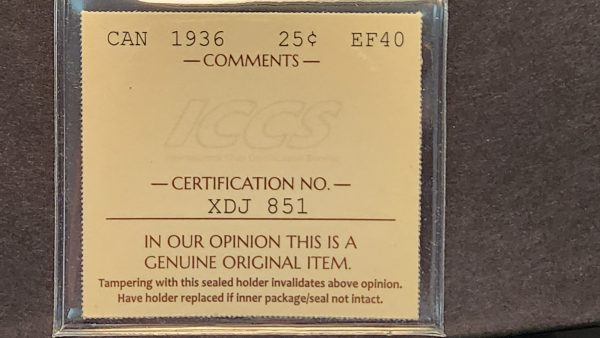 CAN 1936 25¢ EF40
— COMMENTS —
ICCS
— CERTIFICATION NO. —
XDJ 851
IN OUR OPINION THIS IS A
GENUINE ORIGINAL ITEM.
Tampering with this sealed holder invalidates above opinion.
Have holder replaced if inner package/seal not intact.